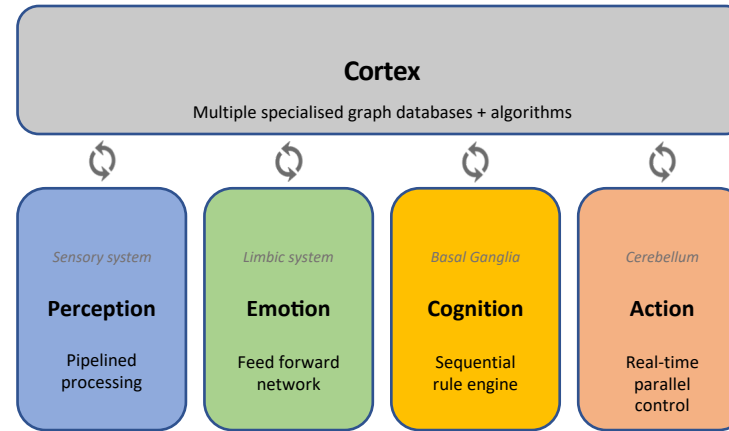 Cortex
Multiple specialised graph databases + algorithms
Sensory system
Perception
Pipelined
processing
Limbic system
Emotion
Feed forward
network
Basal Ganglia
Cognition
Sequential
rule engine
Cerebellum
Action
Real-time
parallel
control